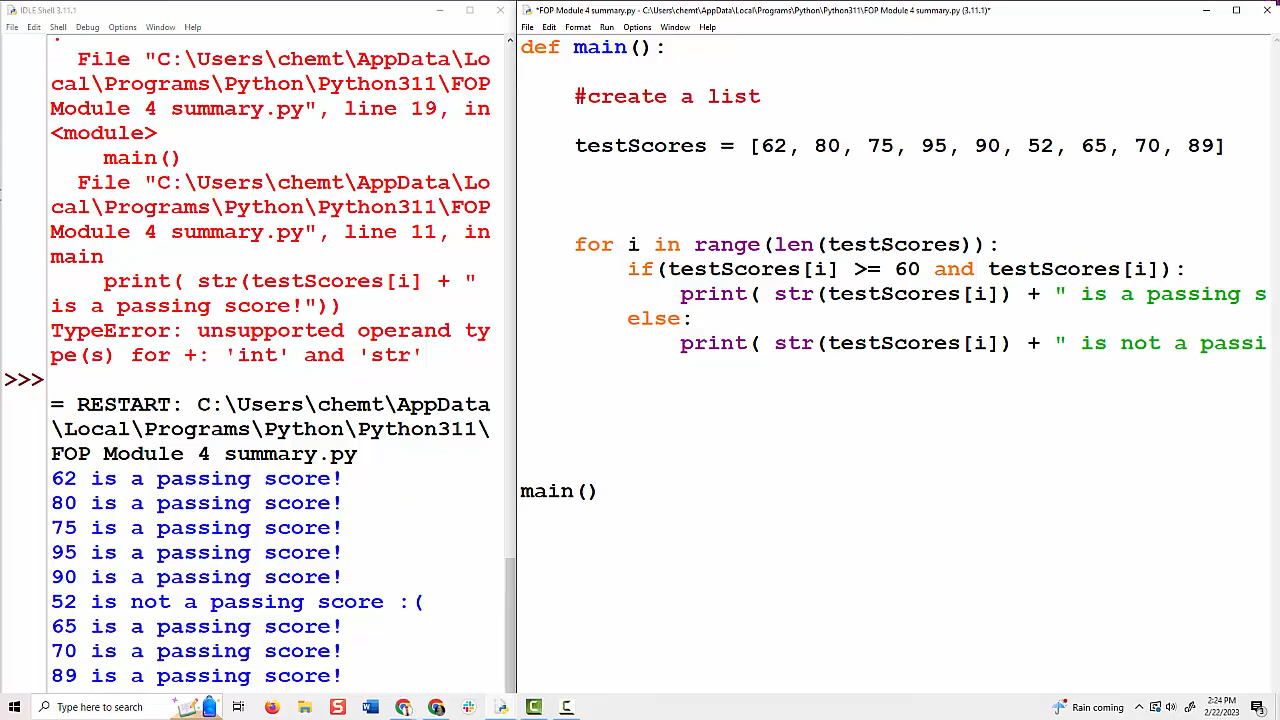 IDLE Shell 3.11.1
File Edit Shell Debug Options Window Help
File "C:\Users\chemt\AppData\Lo
cal\Programs\Python\Python311\FOP
Module 4 summary.py", line 19, in
<module>
main()
File "C:\Users\chemt\AppData\Lo
cal\Programs\Python\Python311\FOP
Module 4 summary.py", line 11, in
main
print( str(testScores[i] + "
is a passing score!"))
TypeError: unsupported operand ty
pe(s) for +: 'int' and 'str'
>>>
= RESTART: C:\Users\chemt\AppData
\Local\Programs\Python\Python311\
FOP Module 4 summary.py
62 is a passing score!
80 is a passing score!
75 is a passing score!
95 is a passing score!
90 is a passing score!
52 is not a passing score :(
65 is a passing score!
70 is a passing score!
89 is a passing score!
*FOP Module 4 summary.py - C:\Users\chemt\AppData\Local\Programs\Python\Python311\FOP Module 4 summary.py (3.11.1)*
File Edit Format Run Options Window Help
def main():
#create a list
testScores = [62, 80, 75, 95, 90, 52, 65, 70, 89]
for i in range(len(testScores)):
if(testScores[i] >= 60 and testScores[i]):
print( str(testScores[i]) + " is a passing s
else:
print( str(testScores[i]) + " is not a passi
main()
Type here to search
Rain coming
2:24 PM
2/22/2023